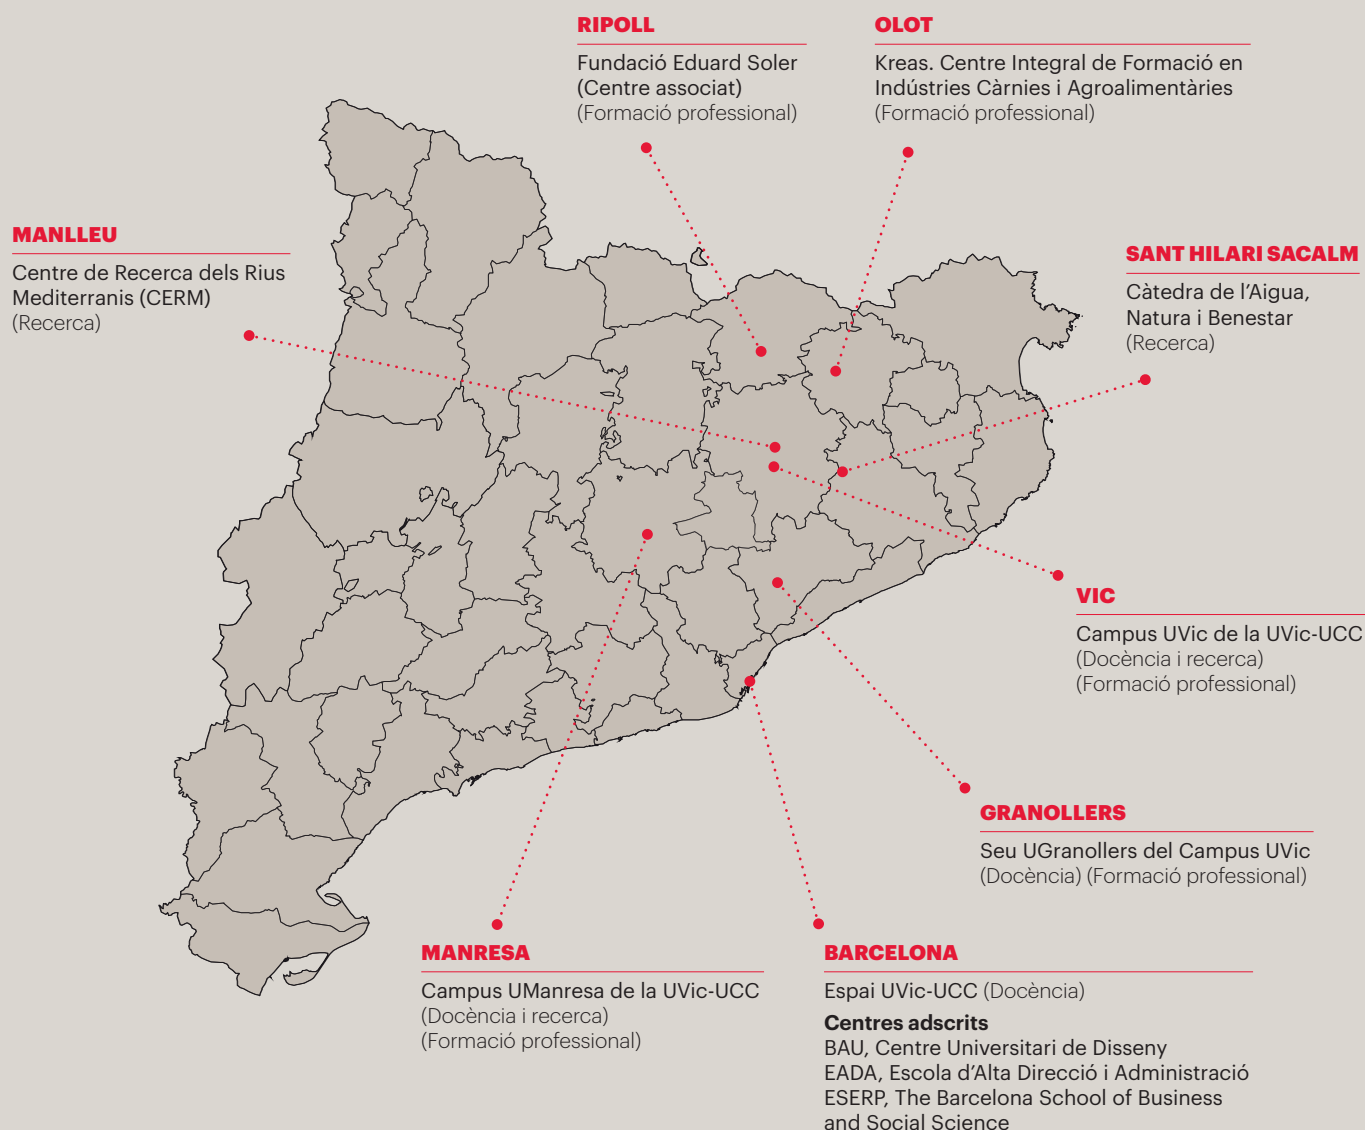 RIPOLL
Fundació Eduard Soler
(Centre associat)
(Formació professional)
OLOT
Kreas. Centre Integral de Formació en
Indústries Càrnies i Agroalimentàries
(Formació professional)
MANLLEU
Centre de Recerca dels Rius
Mediterranis (CERM)
(Recerca)
SANT HILARI SACALM
Càtedra de l’Aigua,
Natura i Benestar
(Recerca)
VIC
Campus UVic de la UVic-UCC
(Docència i recerca)
(Formació professional)
GRANOLLERS
Seu UGranollers del Campus UVic
(Docència) (Formació professional)
MANRESA
Campus UManresa de la UVic-UCC
(Docència i recerca)
(Formació professional)
BARCELONA
Espai UVic-UCC (Docència)
Centres adscrits
BAU, Centre Universitari de Disseny
EADA, Escola d’Alta Direcció i Administració
ESERP, The Barcelona School of Business
and Social Science